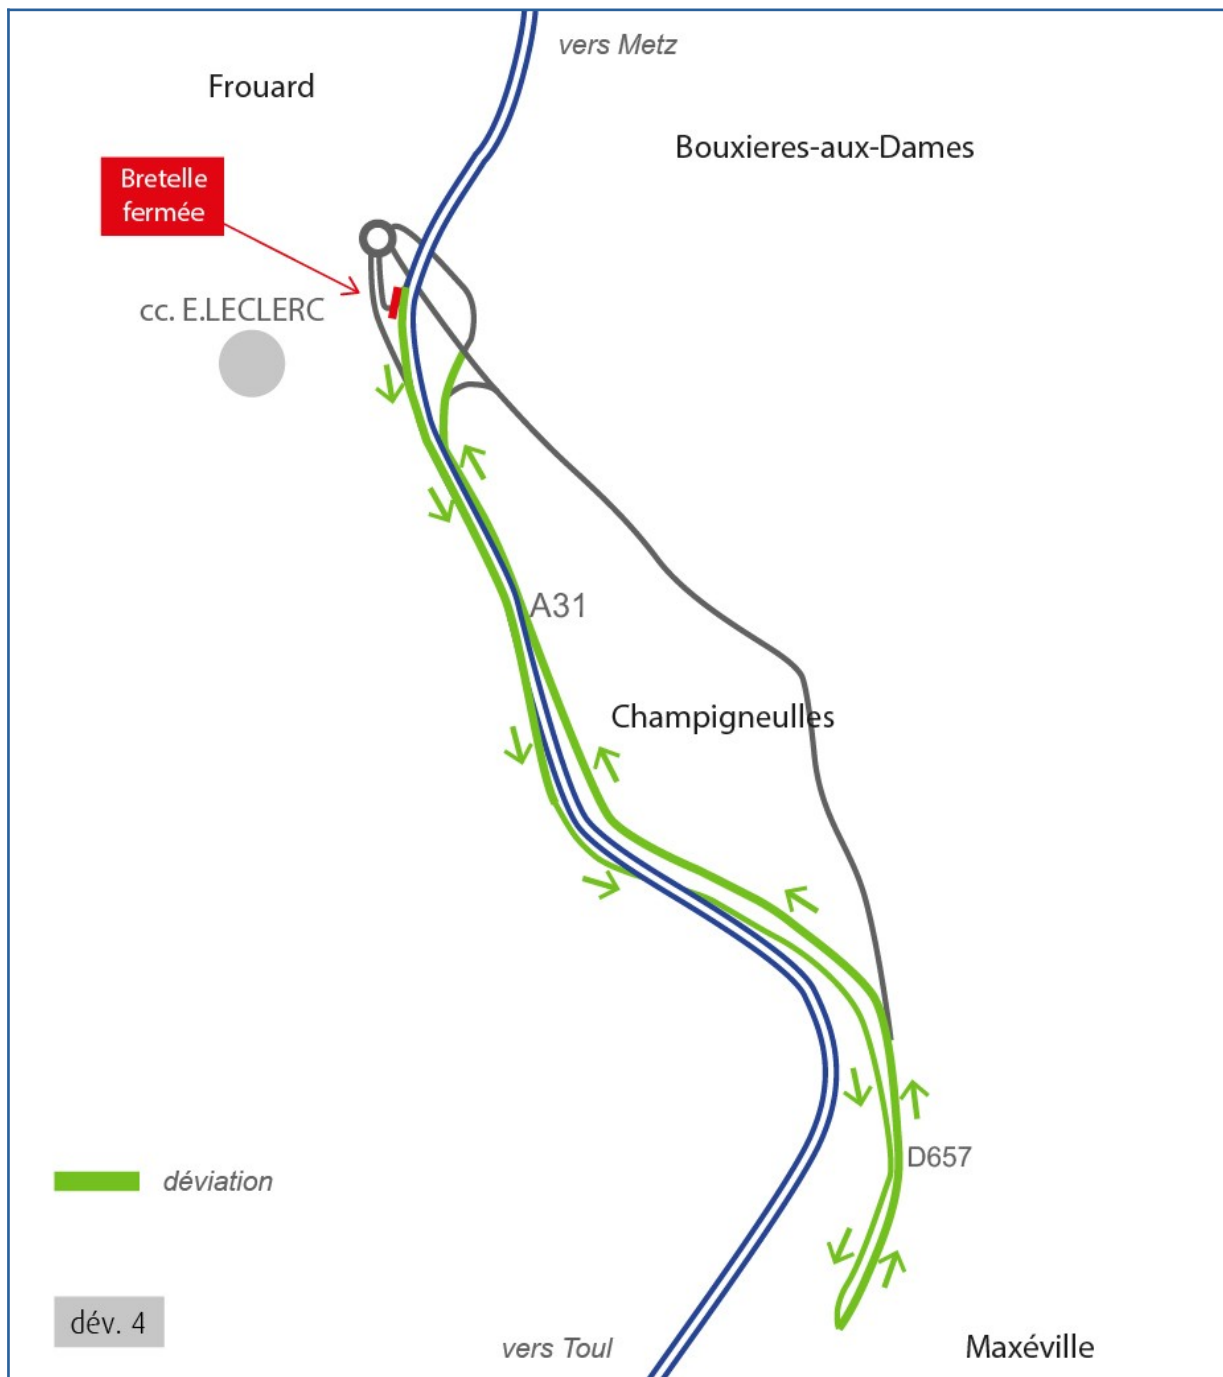 vers Metz
Frouard
Bouxieres-aux-Dames
Bretelle
fermée
cc. E.LECLERC
A31
Champigneulles
D657
déviation
dév. 4
vers Toul
Maxéville